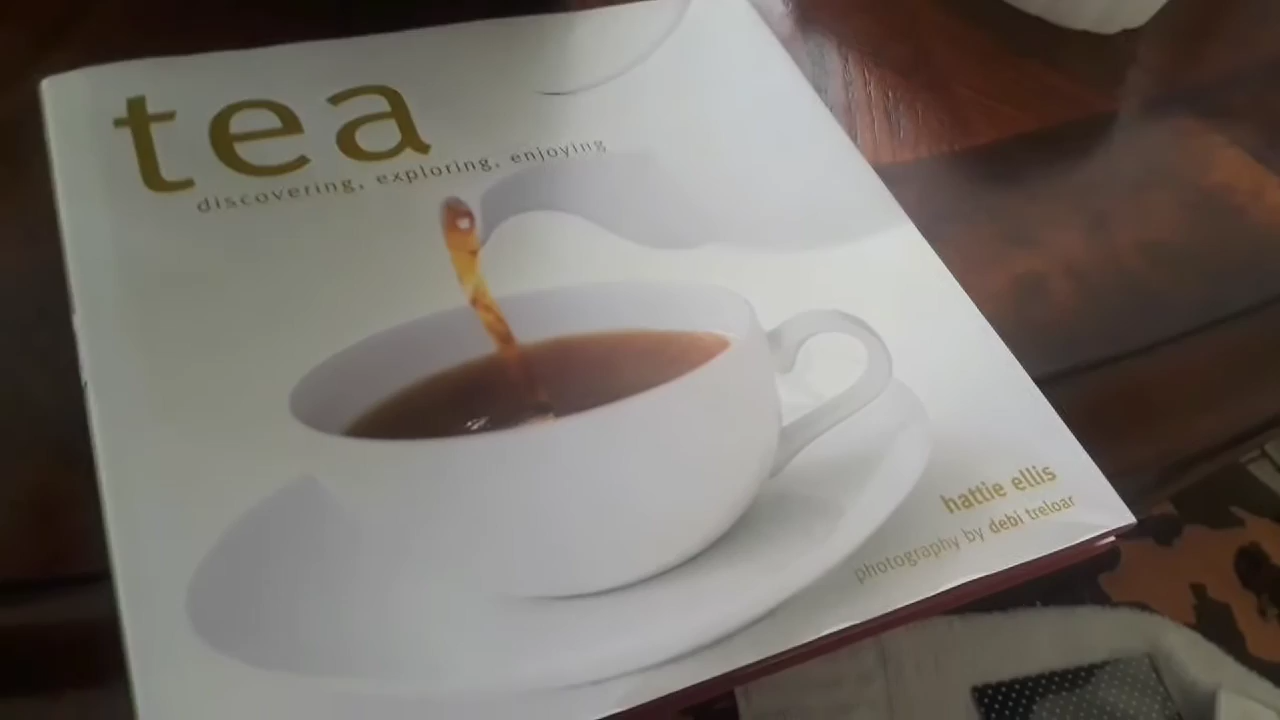 tea
discovering, exploring, enjoying
hattie ellis
photography by debi treloar